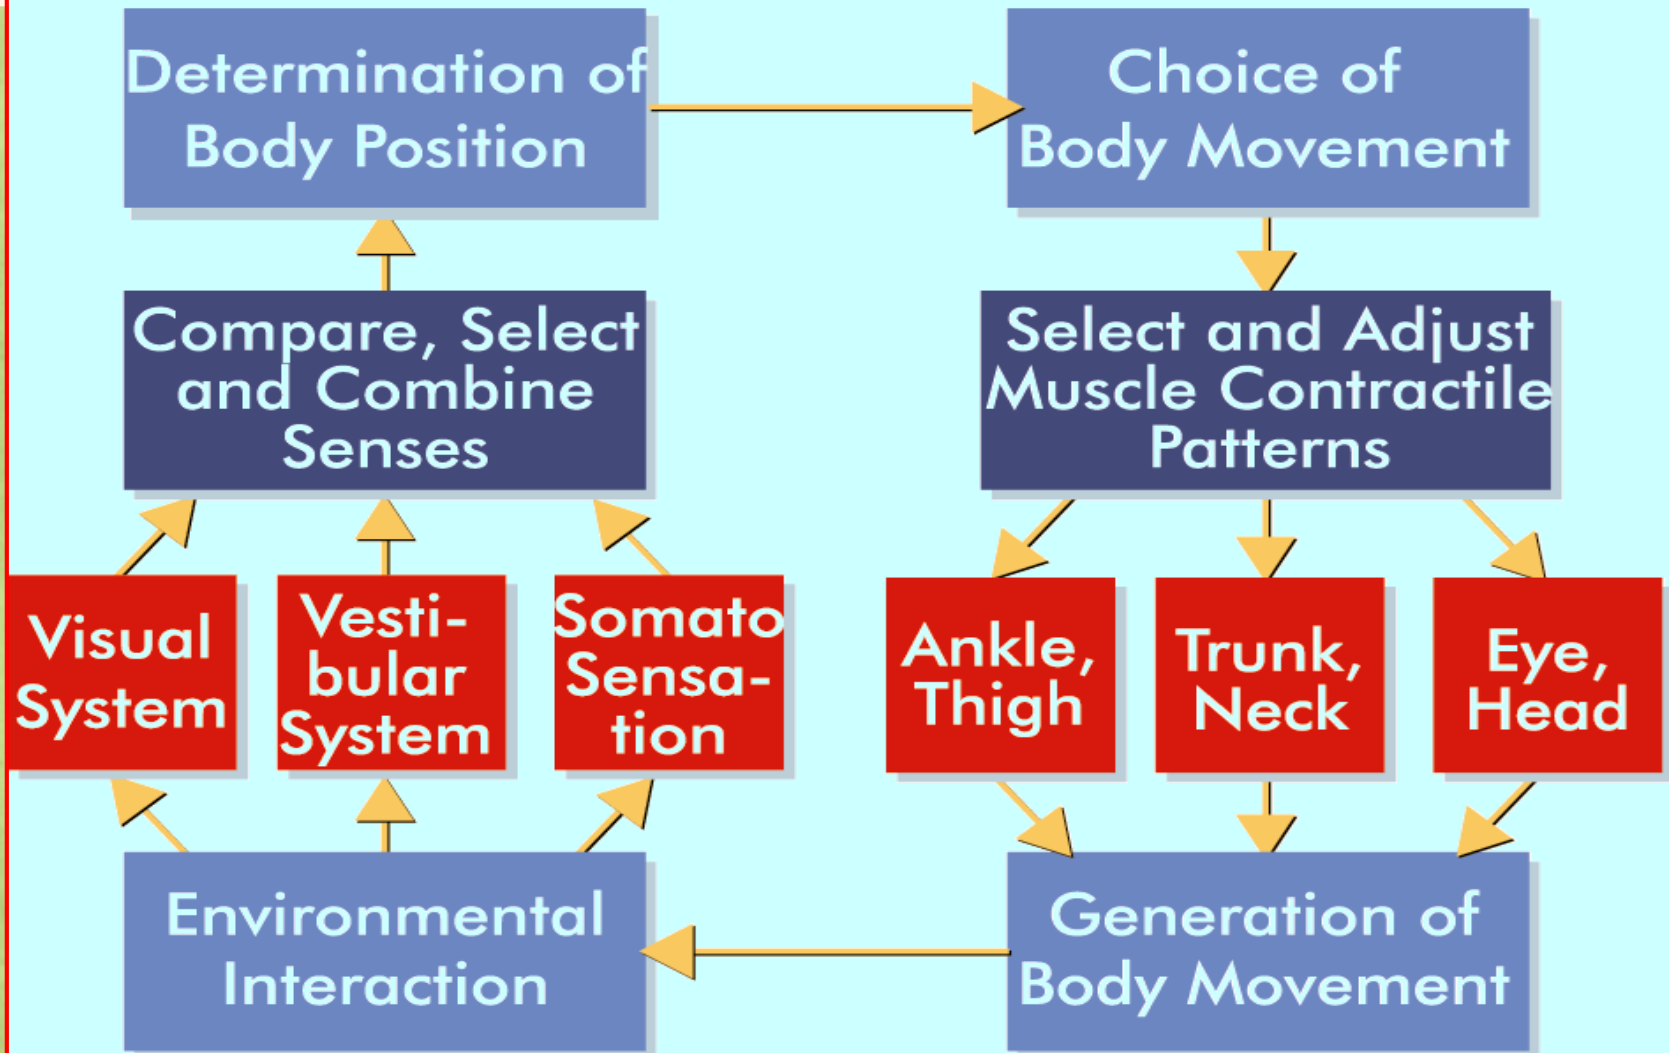 Determination of
Body Position
Choice of
Body Movement
Compare, Select
and Combine
Senses
Select and Adjust
Muscle Contractile
Patterns
Visual
System
Vesti-
bular
System
Somato
Sensa-
tion
Ankle,
Thigh
Trunk,
Neck
Eye,
Head
Environmental
Interaction
Generation of
Body Movement